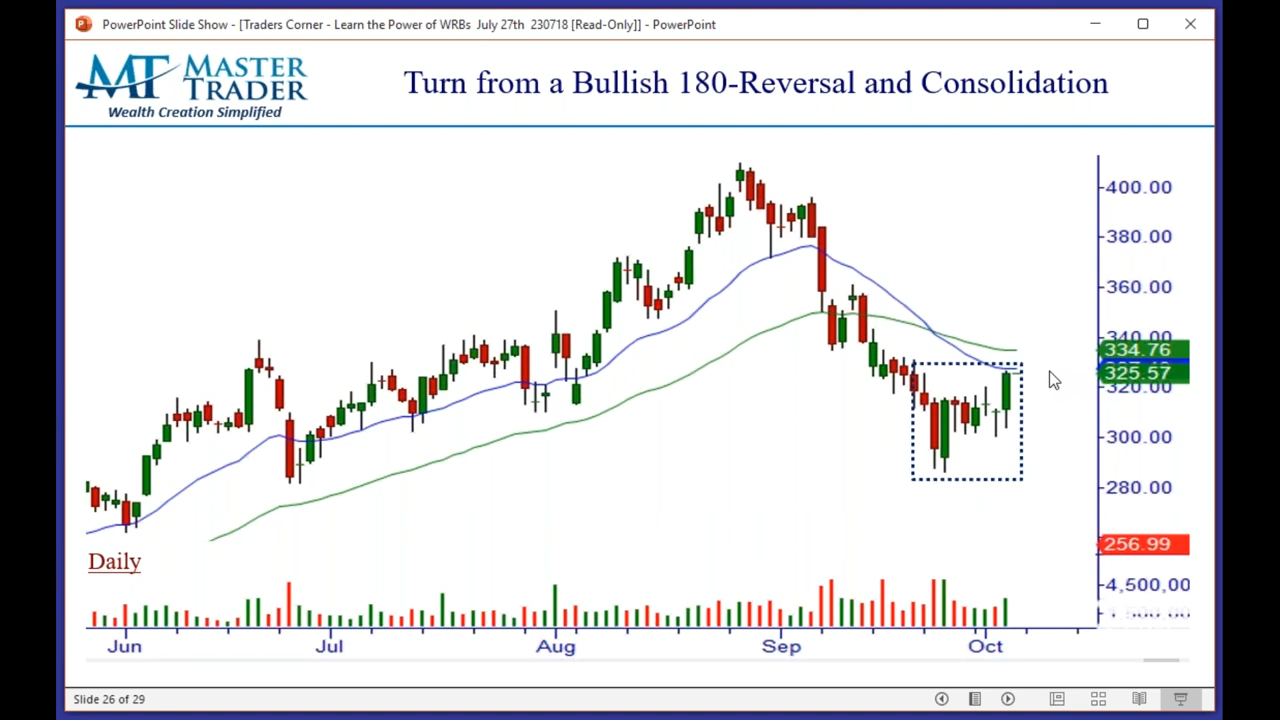 PowerPoint Slide Show - [Traders Corner - Learn the Power of WRBs July 27th 230718 [Read-Only]] - PowerPoint
MT MASTER TRADER
Wealth Creation Simplified
Turn from a Bullish 180-Reversal and Consolidation
400.00
380.00
360.00
340.00
334.76
325.57
320.00
300.00
280.00
256.99
Daily
4,500,00
Jun Jul Aug Sep Oct
Slide 26 of 29